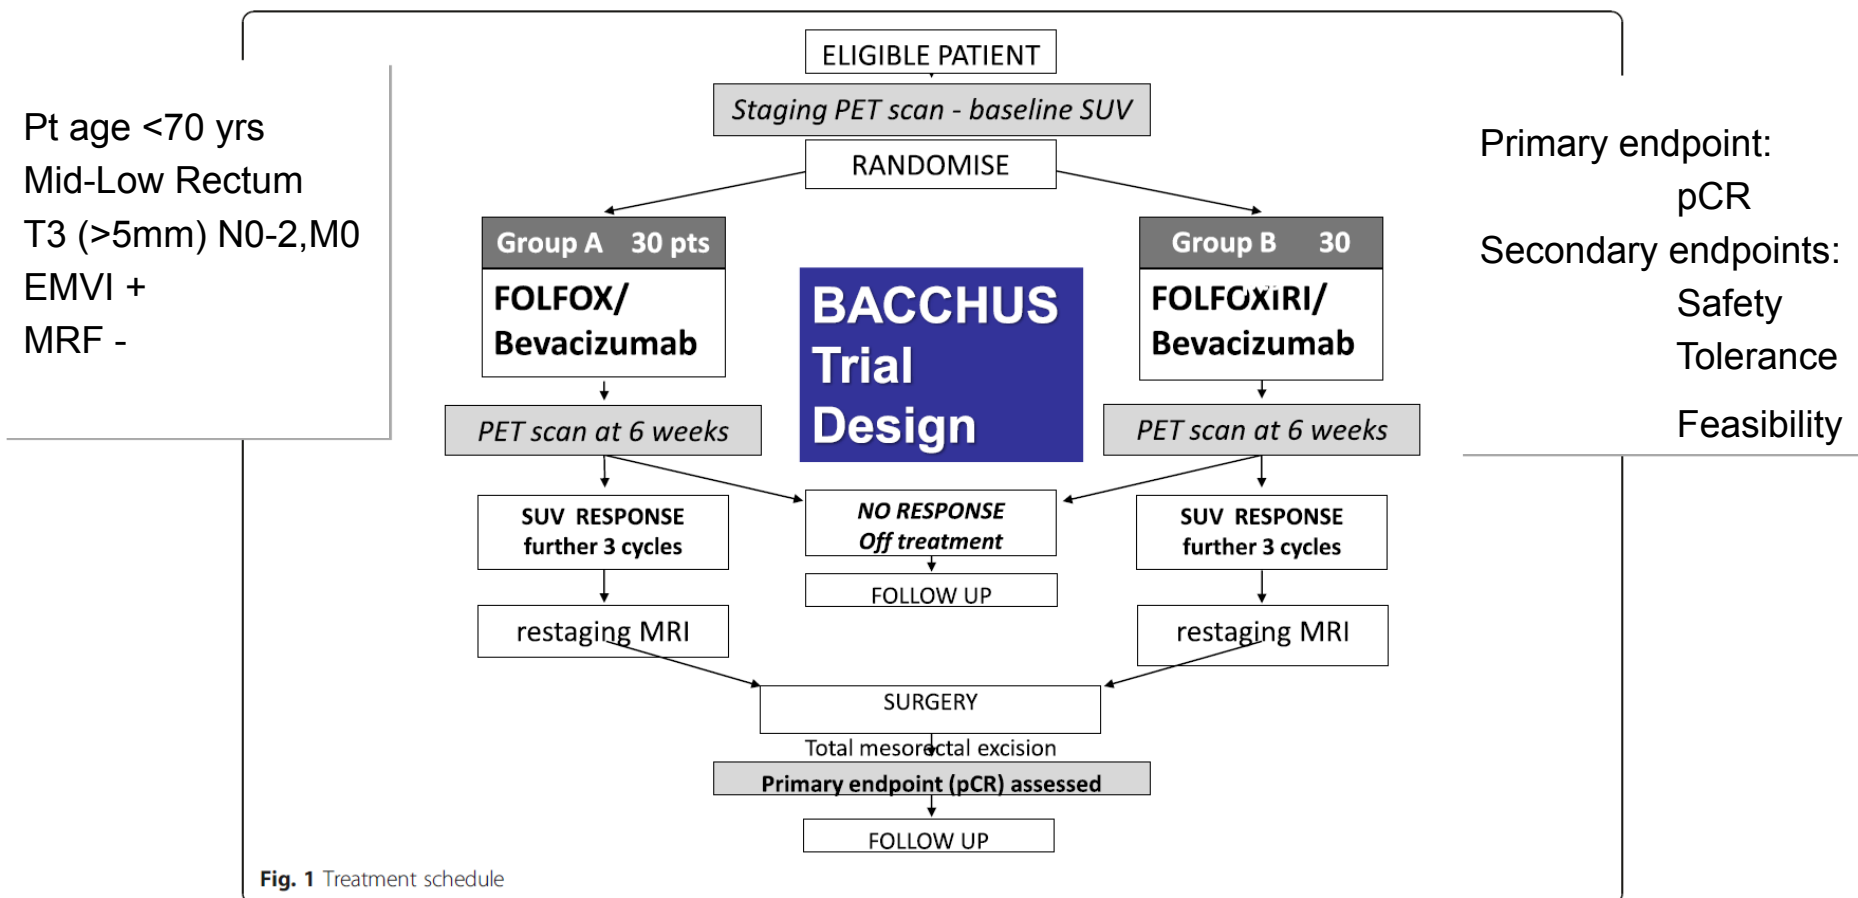 Pt age <70 yrs
Mid-Low Rectum
T3 (>5mm) N0-2,M0
EMVI +
MRF -
ELIGIBLE PATIENT
Staging PET scan - baseline SUV
RANDOMISE
Group A 30 pts
FOLFOX/
Bevacizumab
PET scan at 6 weeks
SUV RESPONSE
further 3 cycles
restaging MRI
BACCHUS
Trial
Design
NO RESPONSE
Off treatment
FOLLOW UP
Group B 30
FOLFOXIRI/
Bevacizumab
PET scan at 6 weeks
SUV RESPONSE
further 3 cycles
restaging MRI
SURGERY
Total mesorectal excision
Primary endpoint (pCR) assessed
FOLLOW UP
Primary endpoint:
pCR
Secondary endpoints:
Safety
Tolerance
Feasibility
Fig. 1 Treatment schedule